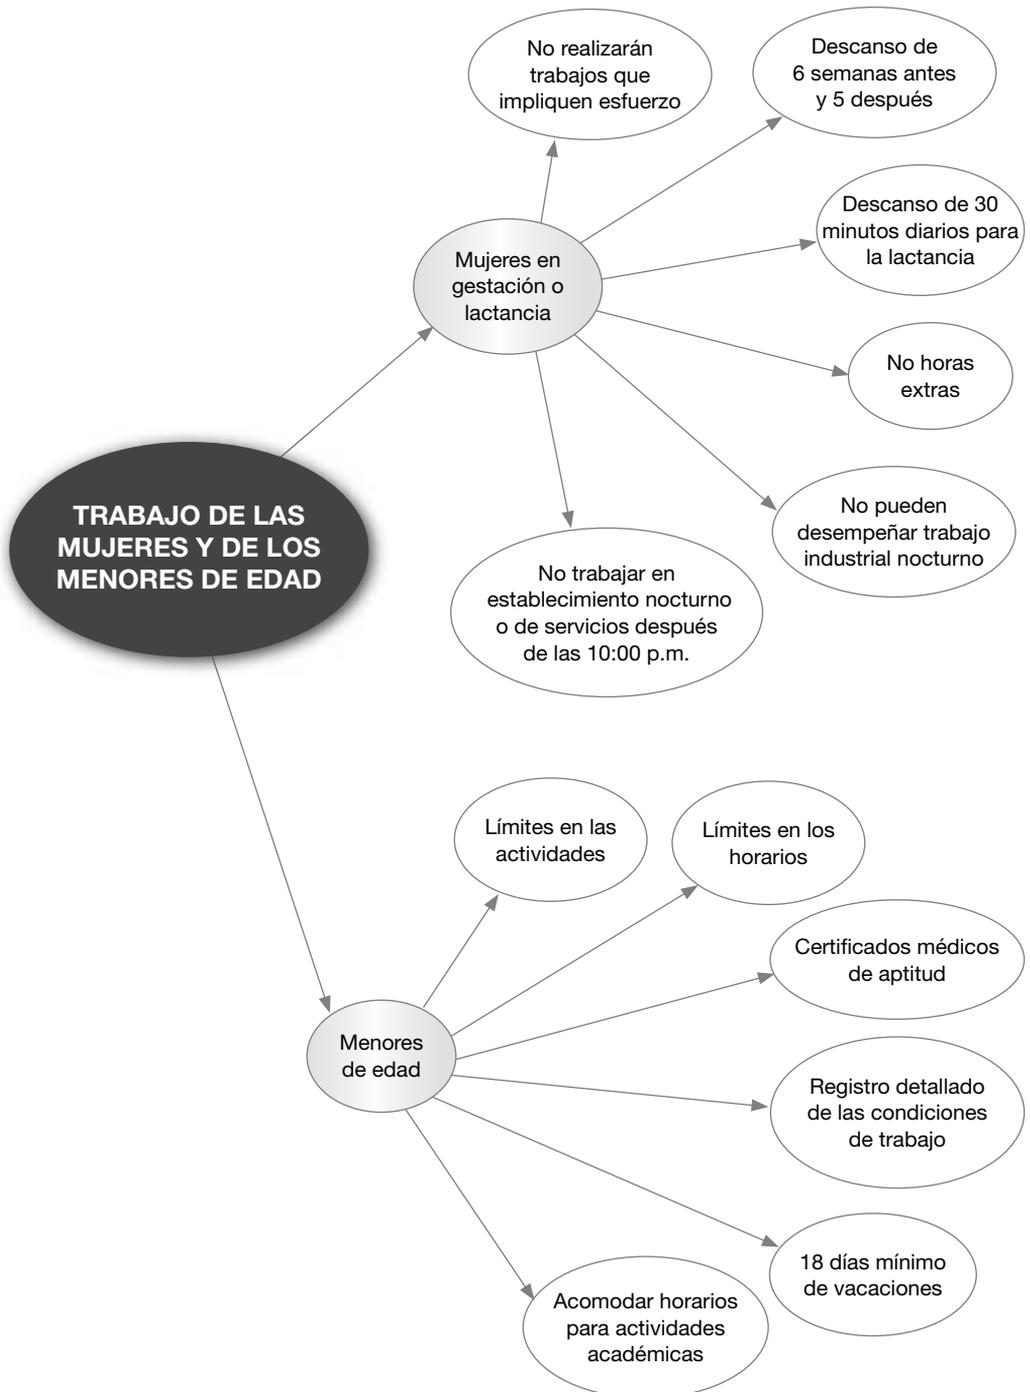 No realizarán
trabajos que
impliquen esfuerzo
Descanso de
6 semanas antes
y 5 después
Descanso de 30
minutos diarios para
la lactancia
Mujeres en
gestación o
lactancia
No horas
extras
No pueden
desempeñar trabajo
industrial nocturno
No trabajar en
establecimiento nocturno
o de servicios después
de las 10:00 p.m.
TRABAJO DE LAS
MUJERES Y DE LOS
MENORES DE EDAD
Límites en las
actividades
Límites en los
horarios
Certificados médicos
de aptitud
Menores
de edad
Registro detallado
de las condiciones
de trabajo
18 días mínimo
de vacaciones
Acomodar horarios
para actividades
académicas